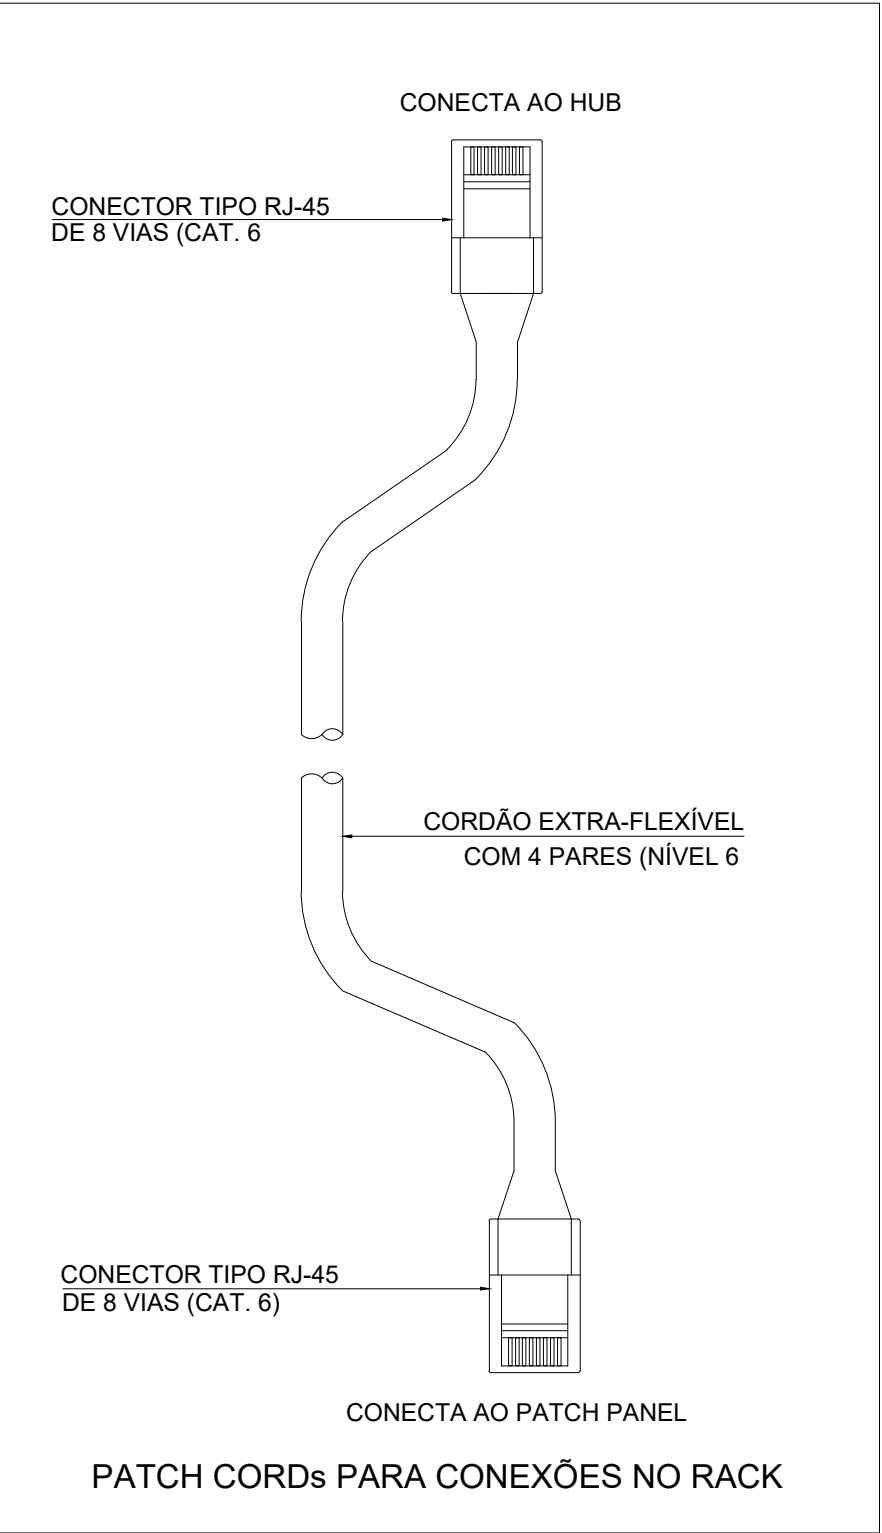 CONECTA AO HUB
CONECTOR TIPO RJ-45
DE 8 VIAS (CAT. 6
CORDÃO EXTRA-FLEXÍVEL
COM 4 PARES (NÍVEL 6
CONECTOR TIPO RJ-45
DE 8 VIAS (CAT. 6)
CONECTA AO PATCH PANEL
PATCH CORDs PARA CONEXÕES NO RACK